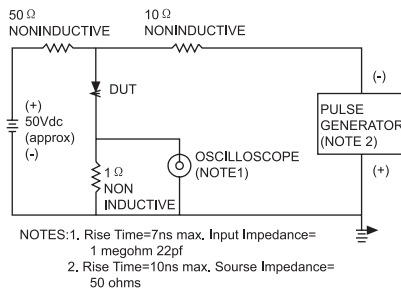 50 Ω
NONINDUCTIVE
10 Ω
NONINDUCTIVE
DUT
(+)
50Vdc
(approx)
(-)
(-)
PULSE
GENERATOR
(NOTE 2)
(+)
1 Ω
NON
INDUCTIVE
OSCILLOSCOPE
(NOTE1)
NOTES:1. Rise Time=7ns max. Input Impedance=
1 megohm 22pf
2. Rise Time=10ns max. Sourse Impedance=
50 ohms